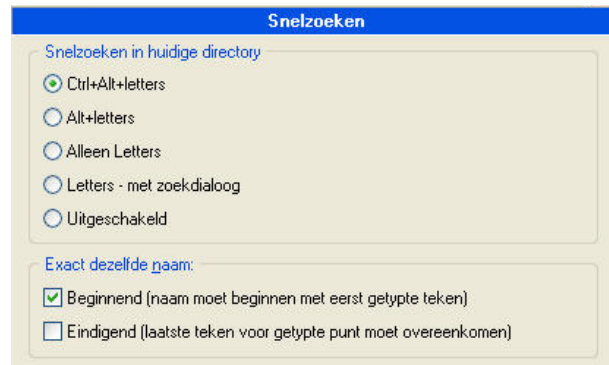 Snelzoeken
Snelzoeken in huidige directory
Ctrl+Alt+letters
Alt+letters
Alleen Letters
Letters - met zoekdialoog
Uitgeschakeld
Exact dezelfde naam:
Beginnend (naam moet beginnen met eerst getypte teken)
Eindigend (laatste teken voor getypte punt moet overeenkomen)